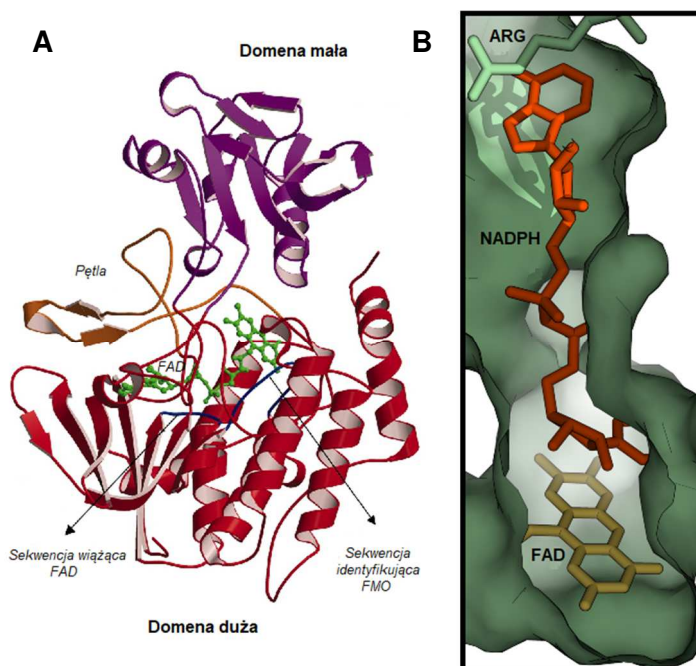 A
Domena mała
Pętla
FAD
Sekwencja wiążąca
FAD
Sekwencja
identyfikująca
FMO
Domena duża
B
ARG
NADPH
FAD